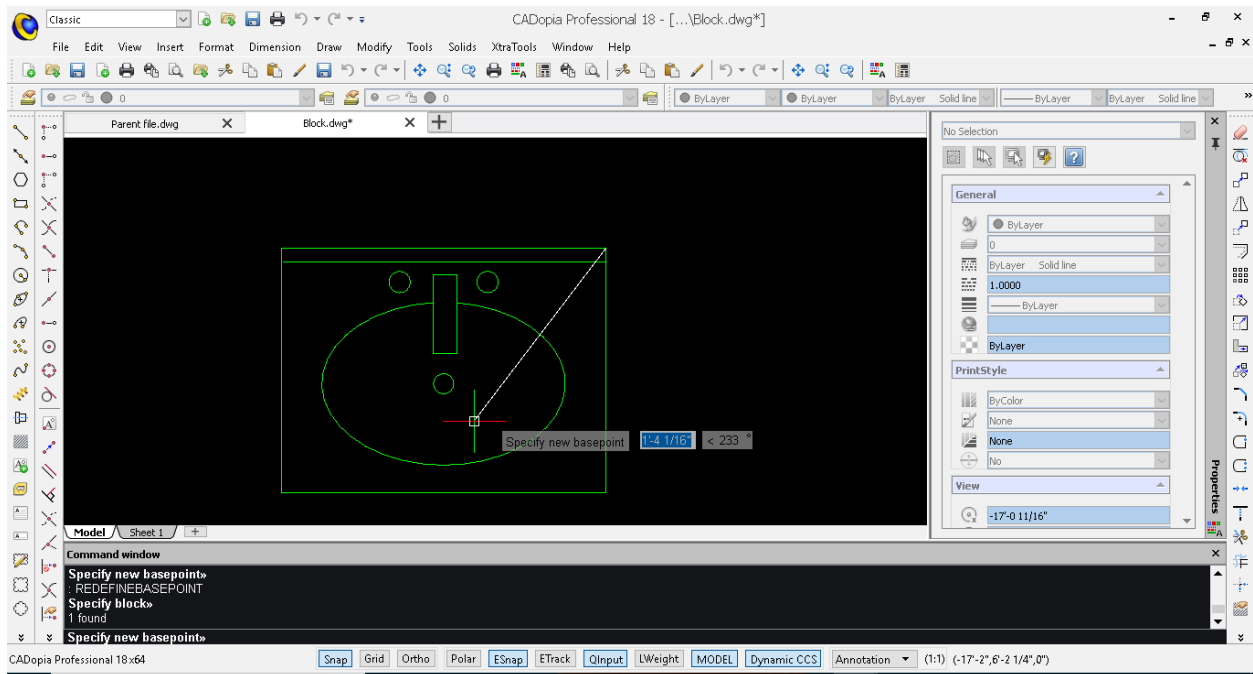 Classic
CADopia Professional 18 - [...\Block.dwg*]
File Edit View Insert Format Dimension Draw Modify Tools Solids XtraTools Window Help
0 0 ByLayer ByLayer ByLayer Solid line ByLayer ByLayer Solid line »
Parent file.dwg Block.dwg*
No Selection
General
ByLayer
0
ByLayer Solid line
1.0000
ByLayer
ByLayer
PrintStyle
ByColor
None
None
No
View
-17'-0 11/16"
Properties
Specify new basepoint 1'-4 1/16" < 233 °
Model Sheet 1
Command window
Specify new basepoint»
: REDEFINEBASEPOINT
Specify block»
1 found
Specify new basepoint»
CADopia Professional 18 x64 Snap Grid Ortho Polar ESnap ETrack QInput LWeight MODEL Dynamic CCS Annotation (1:1) (-17'-2",6'-2 1/4",0")